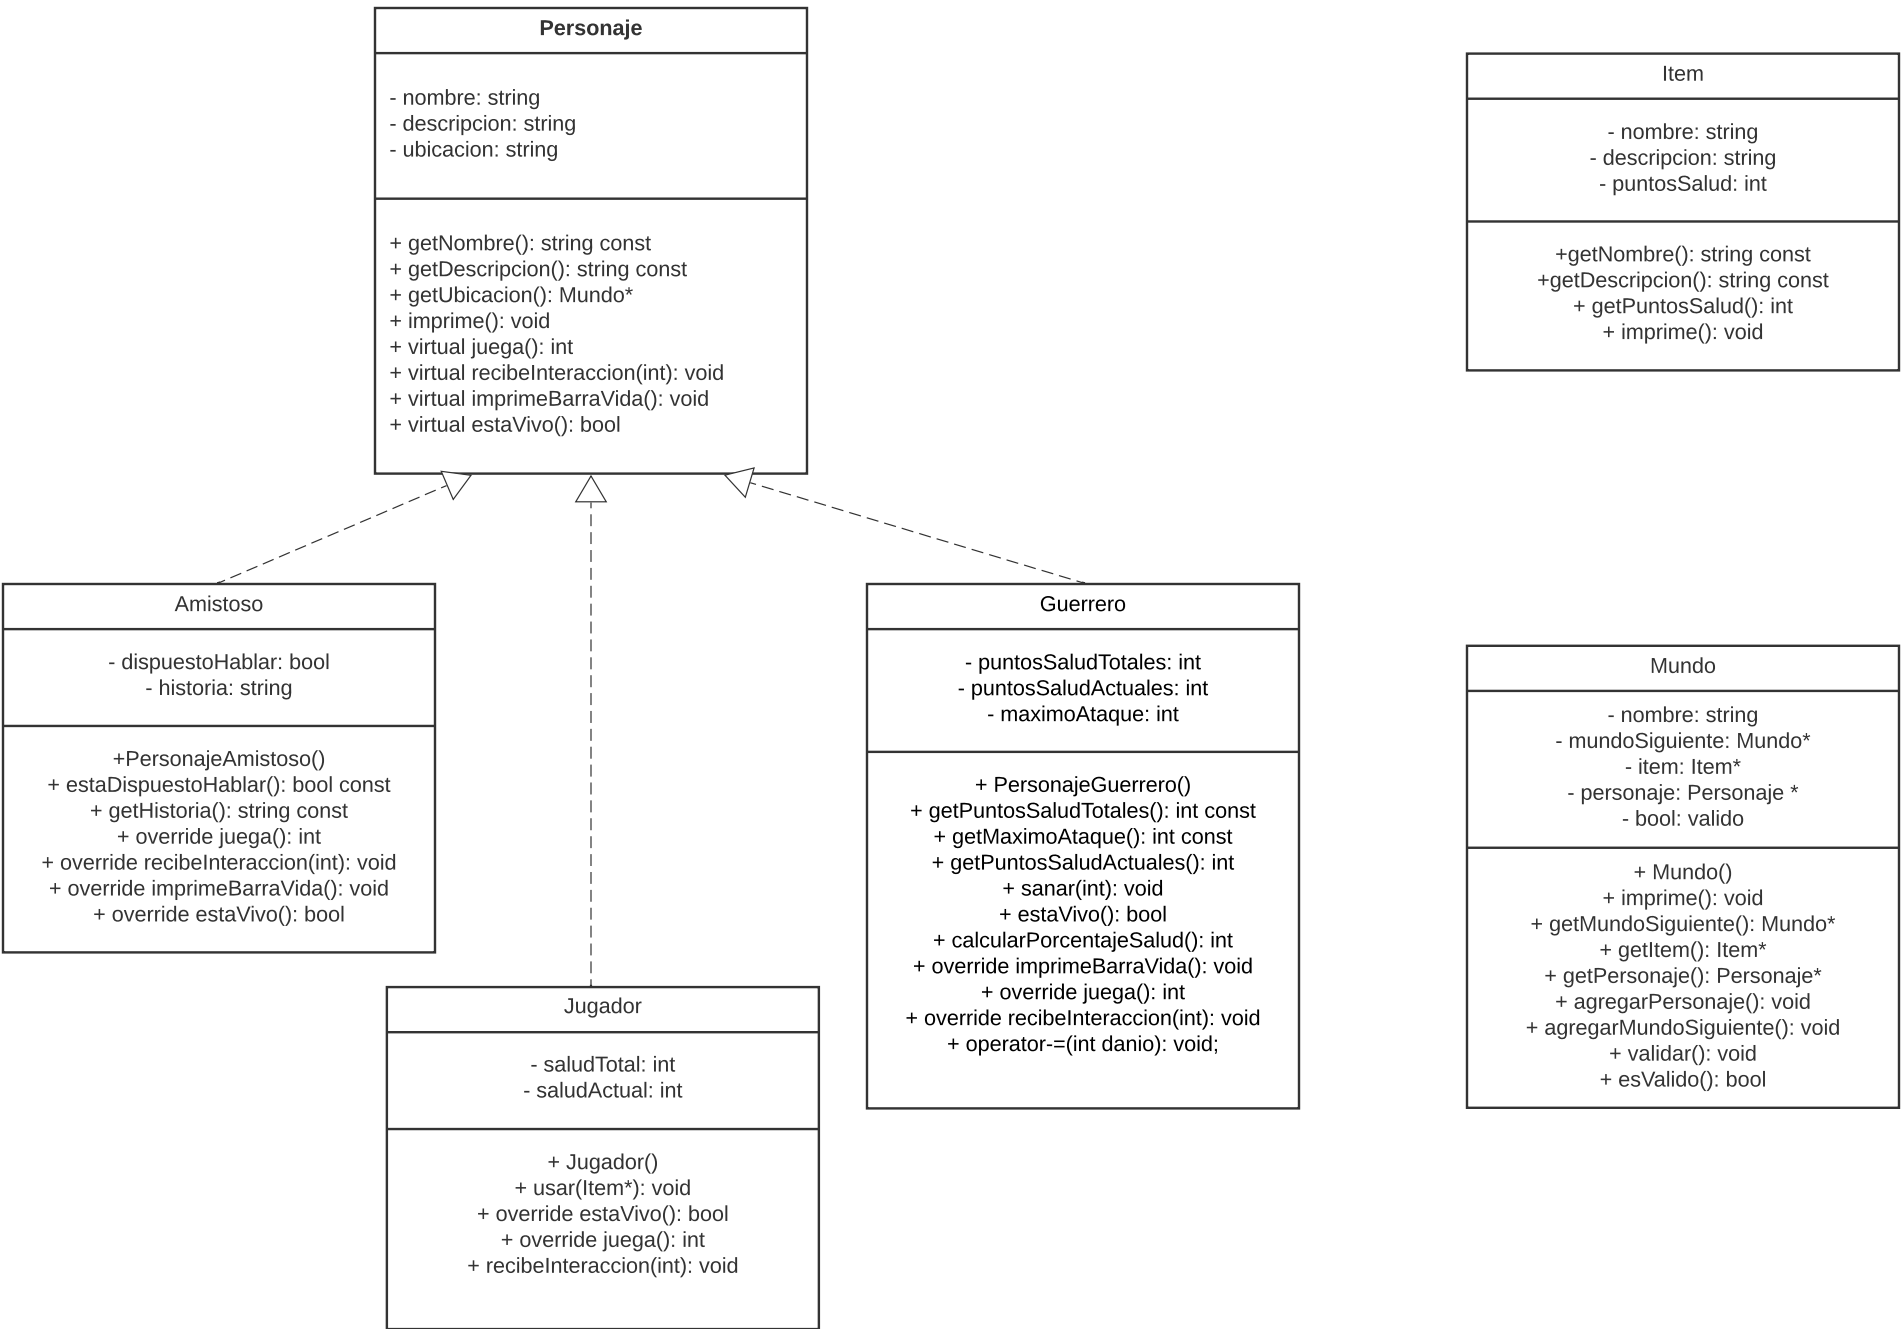 Personaje
- nombre: string
- descripcion: string
- ubicacion: string
+ getNombre(): string const
+ getDescripcion(): string const
+ getUbicacion(): Mundo*
+ imprime(): void
+ virtual juega(): int
+ virtual recibeInteraccion(int): void
+ virtual imprimeBarraVida(): void
+ virtual estaVivo(): bool
Item
- nombre: string
- descripcion: string
- puntosSalud: int
+getNombre(): string const
+getDescripcion(): string const
+ getPuntosSalud(): int
+ imprime(): void
Amistoso
- dispuestoHablar: bool
- historia: string
+PersonajeAmistoso()
+ estaDispuestoHablar(): bool const
+ getHistoria(): string const
+ override juega(): int
+ override recibeInteraccion(int): void
+ override imprimeBarraVida(): void
+ override estaVivo(): bool
Jugador
- saludTotal: int
- saludActual: int
+ Jugador()
+ usar(Item*): void
+ override estaVivo(): bool
+ override juega(): int
+ recibeInteraccion(int): void
Guerrero
- puntosSaludTotales: int
- puntosSaludActuales: int
- maximoAtaque: int
+ PersonajeGuerrero()
+ getPuntosSaludTotales(): int const
+ getMaximoAtaque(): int const
+ getPuntosSaludActuales(): int
+ sanar(int): void
+ estaVivo(): bool
+ calcularPorcentajeSalud(): int
+ override imprimeBarraVida(): void
+ override juega(): int
+ override recibeInteraccion(int): void
+ operator-=(int danio): void;
Mundo
- nombre: string
- mundoSiguiente: Mundo*
- item: Item*
- personaje: Personaje *
- bool: valido
+ Mundo()
+ imprime(): void
+ getMundoSiguiente(): Mundo*
+ getItem(): Item*
+ getPersonaje(): Personaje*
+ agregarPersonaje(): void
+ agregarMundoSiguiente(): void
+ validar(): void
+ esValido(): bool